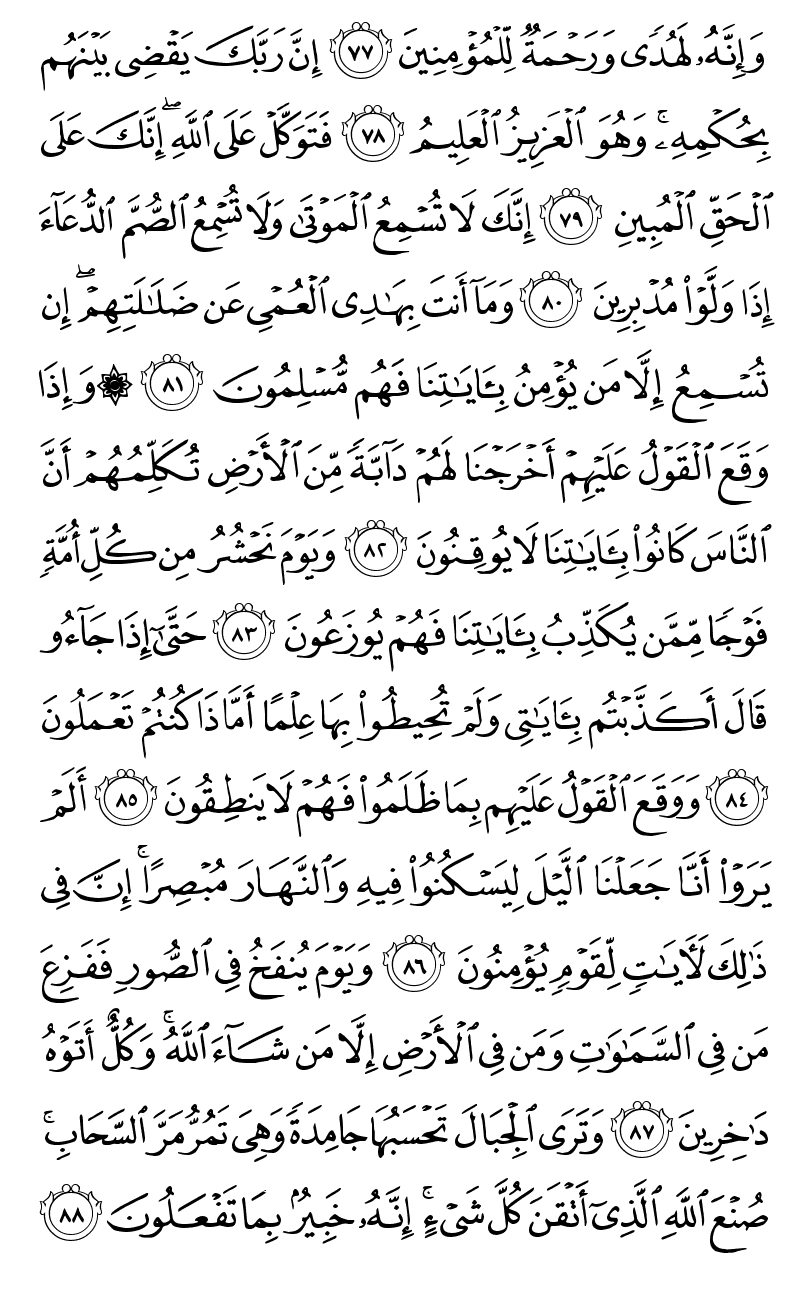 وَإِنَّهُۥ لَهُدٗى وَرَحۡمَةٞ لِّلۡمُؤۡمِنِينَ ٧٧ إِنَّ رَبَّكَ يَقۡضِي بَيۡنَهُم
بِحُكۡمِهِۦۚ وَهُوَ ٱلۡعَزِيزُ ٱلۡعَلِيمُ ٧٨ فَتَوَكَّلۡ عَلَى ٱللَّهِۖ إِنَّكَ عَلَى
ٱلۡحَقِّ ٱلۡمُبِينِ ٧٩ إِنَّكَ لَا تُسۡمِعُ ٱلۡمَوۡتَىٰ وَلَا تُسۡمِعُ ٱلصُّمَّ ٱلدُّعَآءَ
إِذَا وَلَّوۡاْ مُدۡبِرِينَ ٨٠ وَمَآ أَنتَ بِهَٰدِي ٱلۡعُمۡيِ عَن ضَلَٰلَتِهِمۡۖ إِن
تُسۡمِعُ إِلَّا مَن يُؤۡمِنُ بِـَٔايَٰتِنَا فَهُم مُّسۡلِمُونَ ٨١ ۞وَإِذَا
وَقَعَ ٱلۡقَوۡلُ عَلَيۡهِمۡ أَخۡرَجۡنَا لَهُمۡ دَآبَّةٗ مِّنَ ٱلۡأَرۡضِ تُكَلِّمُهُمۡ أَنَّ
ٱلنَّاسَ كَانُواْ بِـَٔايَٰتِنَا لَا يُوقِنُونَ ٨٢ وَيَوۡمَ نَحۡشُرُ مِن كُلِّ أُمَّةٖ
فَوۡجٗا مِّمَّن يُكَذِّبُ بِـَٔايَٰتِنَا فَهُمۡ يُوزَعُونَ ٨٣ حَتَّىٰٓ إِذَا جَآءُو
قَالَ أَكَذَّبۡتُم بِـَٔايَٰتِي وَلَمۡ تُحِيطُواْ بِهَا عِلۡمًا أَمَّاذَا كُنتُمۡ تَعۡمَلُونَ
٨٤ وَوَقَعَ ٱلۡقَوۡلُ عَلَيۡهِم بِمَا ظَلَمُواْ فَهُمۡ لَا يَنطِقُونَ ٨٥ أَلَمۡ
يَرَوۡاْ أَنَّا جَعَلۡنَا ٱلَّيۡلَ لِيَسۡكُنُواْ فِيهِ وَٱلنَّهَارَ مُبۡصِرًاۚ إِنَّ فِي
ذَٰلِكَ لَأٓيَٰتٖ لِّقَوۡمٖ يُؤۡمِنُونَ ٨٦ وَيَوۡمَ يُنفَخُ فِي ٱلصُّورِ فَفَزِعَ
مَن فِي ٱلسَّمَٰوَٰتِ وَمَن فِي ٱلۡأَرۡضِ إِلَّا مَن شَآءَ ٱللَّهُۚ وَكُلٌّ أَتَوۡهُ
دَٰخِرِينَ ٨٧ وَتَرَى ٱلۡجِبَالَ تَحۡسَبُهَا جَامِدَةٗ وَهِيَ تَمُرُّ مَرَّ ٱلسَّحَابِۚ
صُنۡعَ ٱللَّهِ ٱلَّذِيٓ أَتۡقَنَ كُلَّ شَيۡءٍۚ إِنَّهُۥ خَبِيرُۢ بِمَا تَفۡعَلُونَ ٨٨